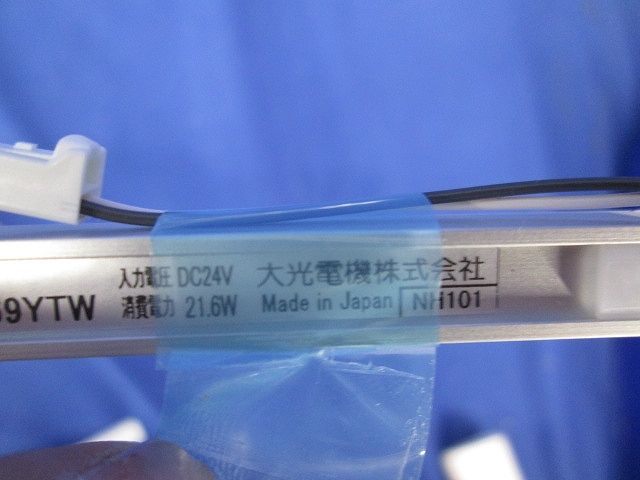 9YTW
入力電圧 DC24V
消費電力 21.6W
大光電機株式会社
Made in Japan
NH101